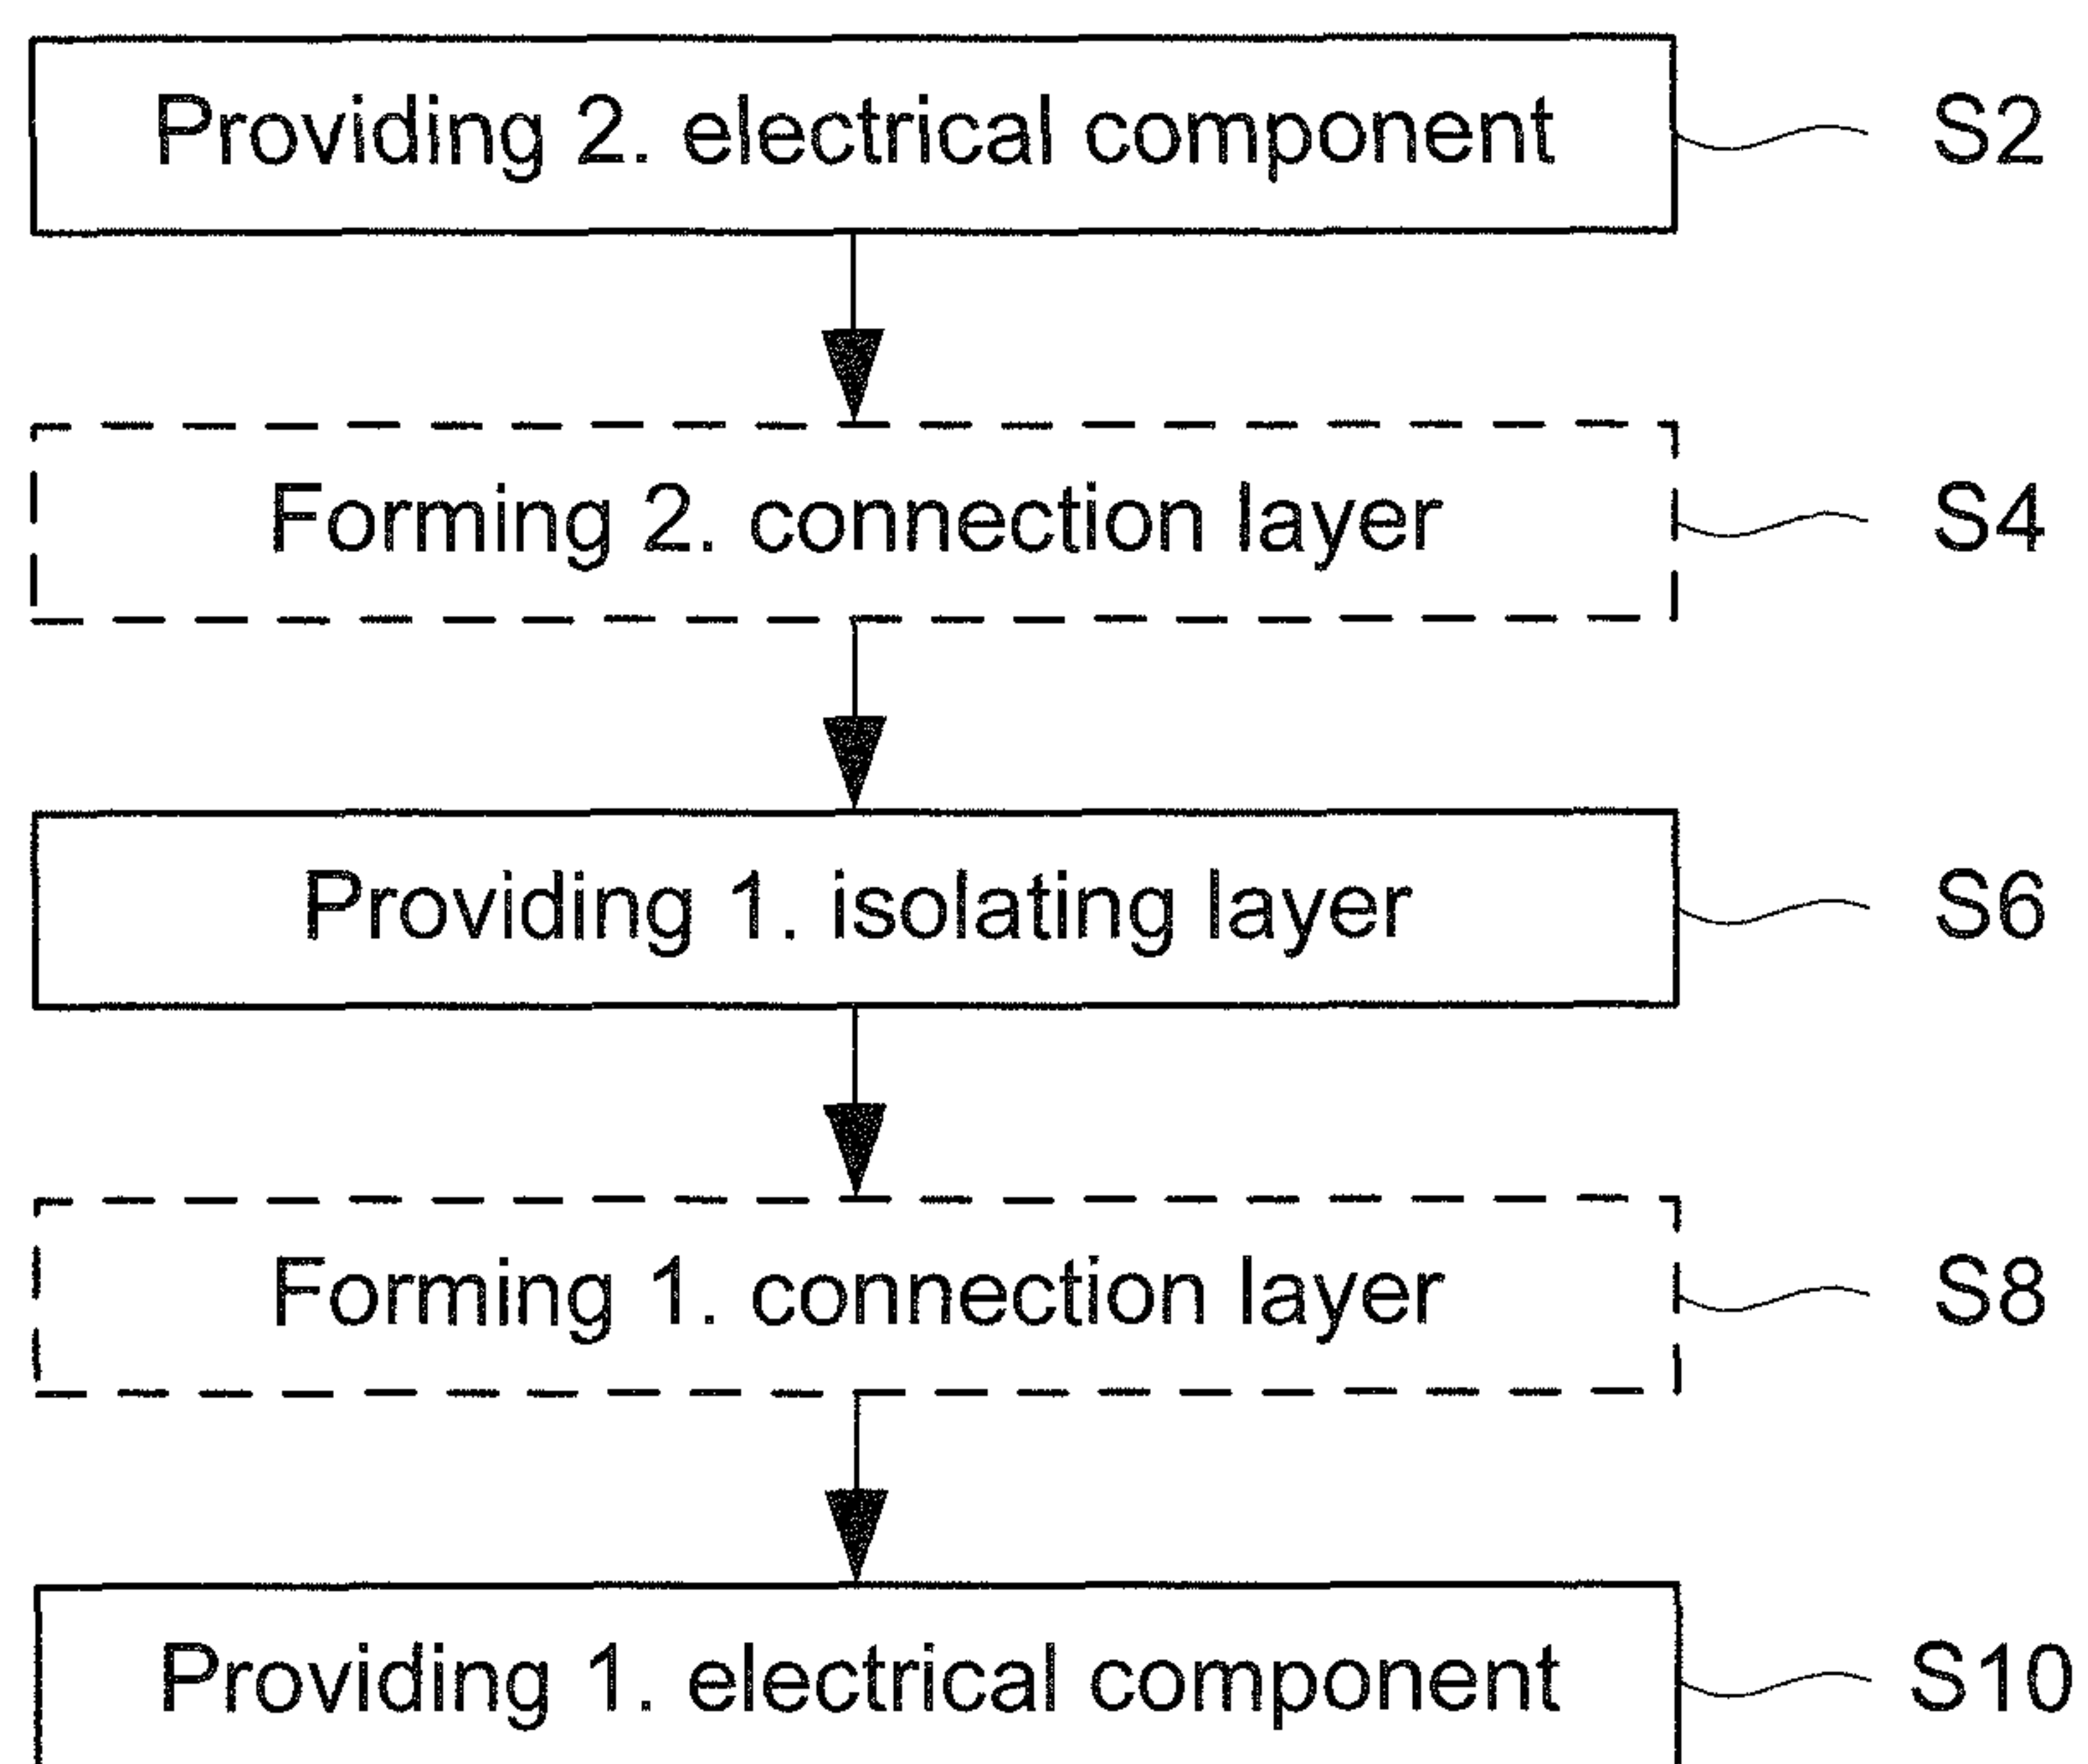 Providing 2. electrical component S2
Forming 2. connection layer S4
Providing 1. isolating layer S6
Forming 1. connection layer S8
Providing 1. electrical component S10